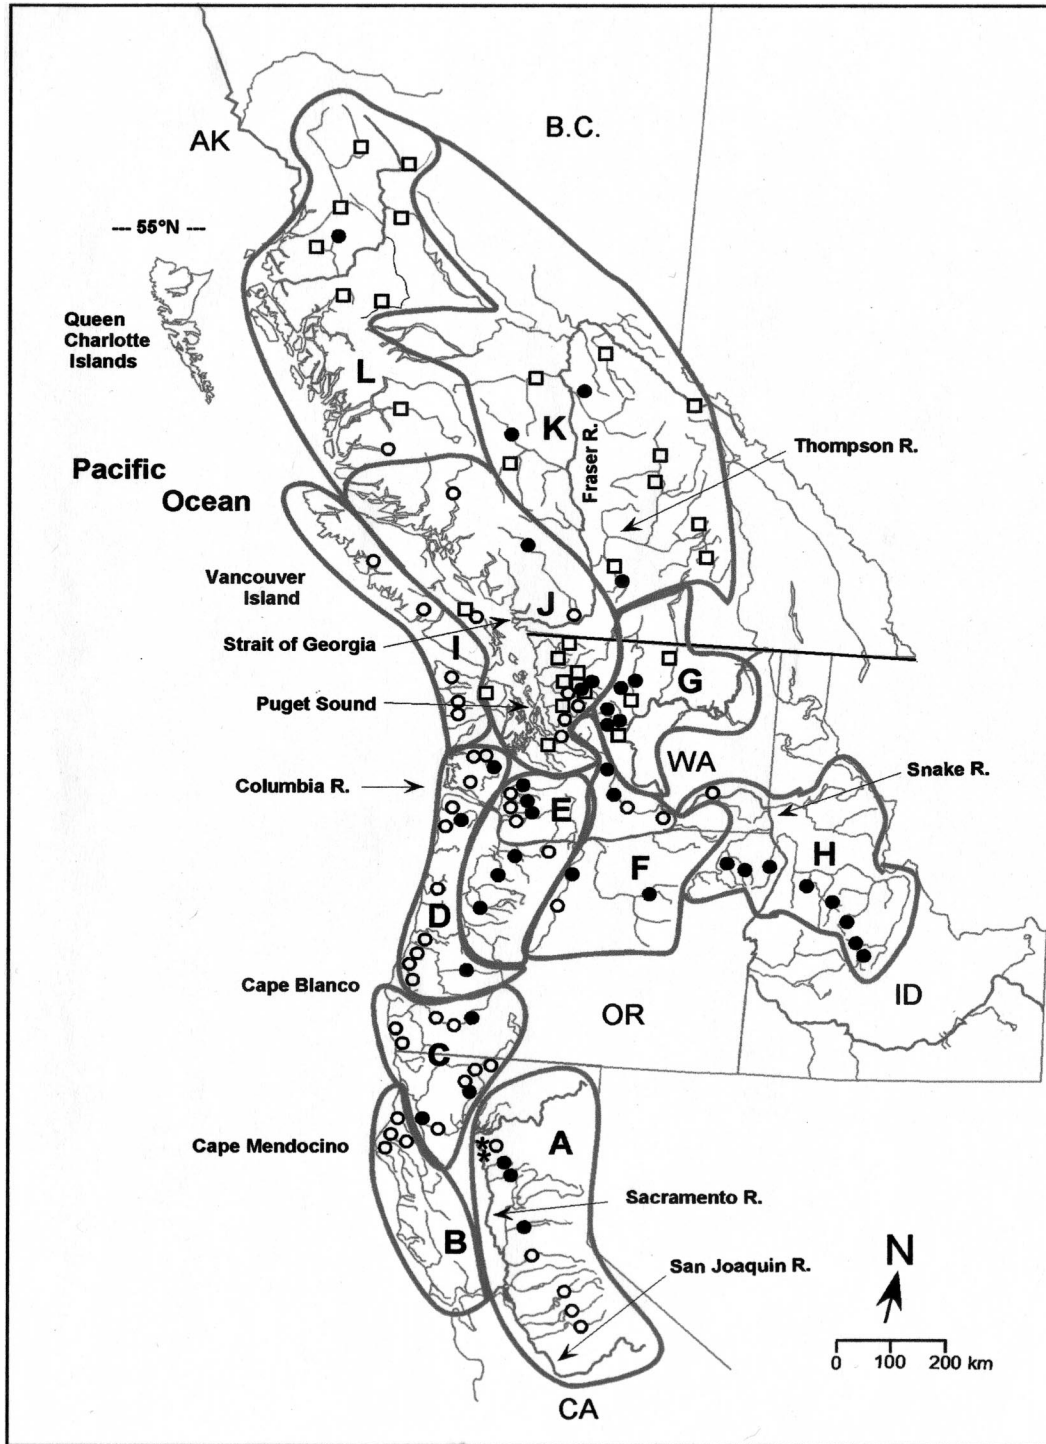 B.C.
AK
--- 55°N ---
Queen
Charlotte
Islands
L
K
Fraser R.
Thompson R.
Pacific
Ocean
Vancouver
Island
J
Strait of Georgia
I
G
Puget Sound
WA
Snake R.
Columbia R.
E
H
F
D
Cape Blanco
ID
OR
C
Cape Mendocino
A
**
Sacramento R.
B
N
San Joaquin R.
0 100 200 km
CA